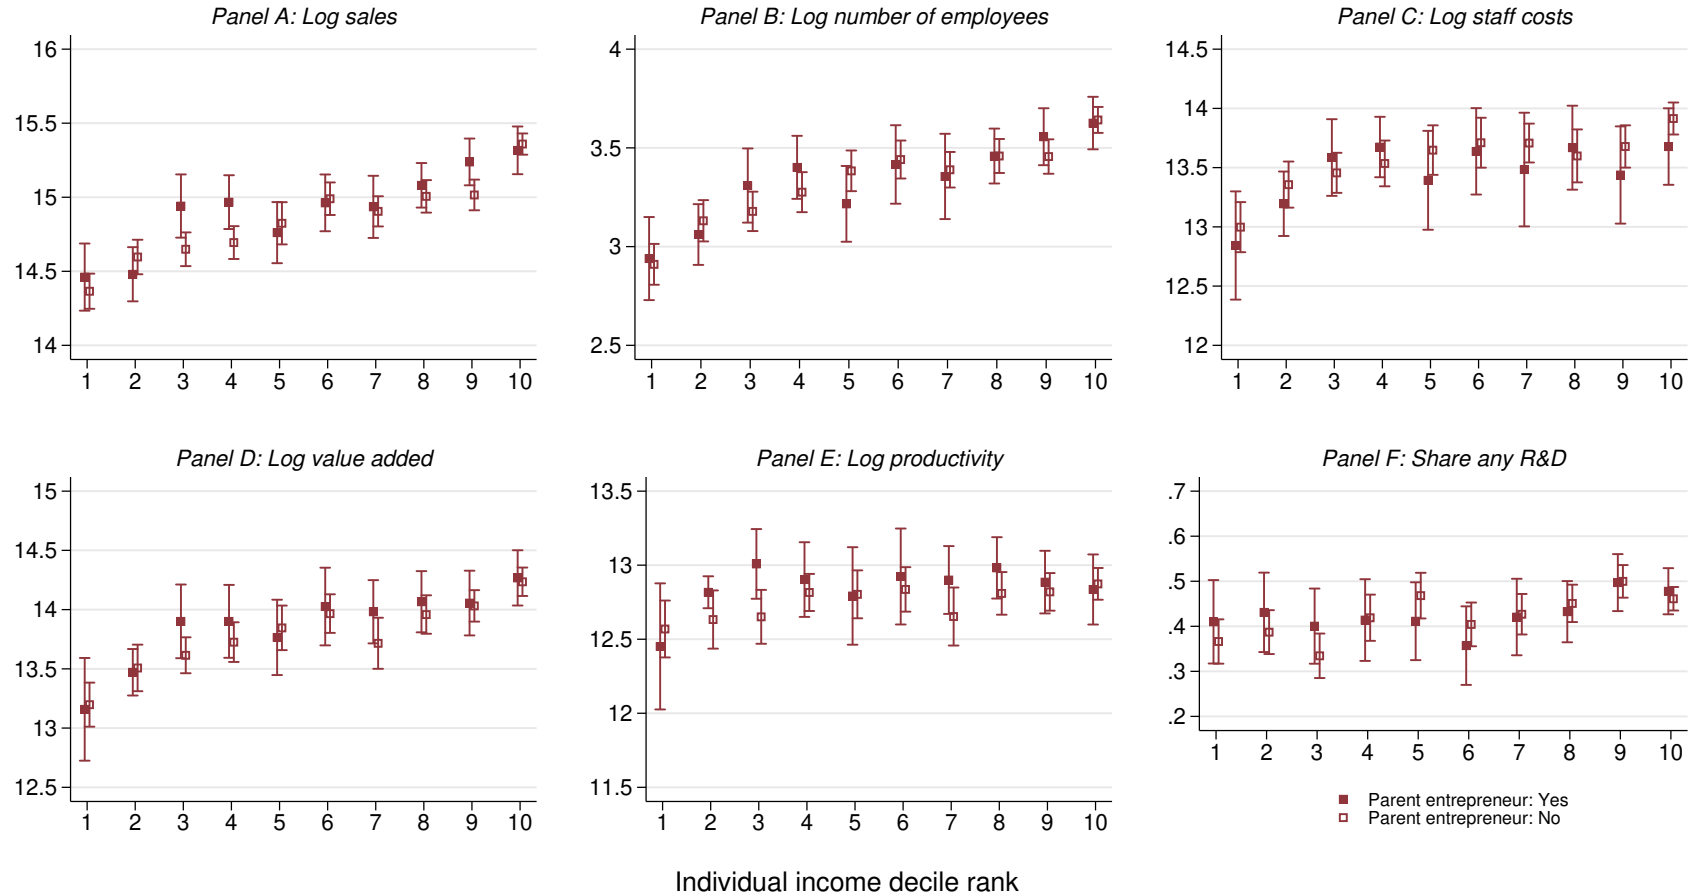 Panel A: Log sales
16
15.5
15
14.5
14
1 2 3 4 5 6 7 8 9 10
Panel B: Log number of employees
4
3.5
3
2.5
1 2 3 4 5 6 7 8 9 10
Panel C: Log staff costs
14.5
14
13.5
13
12.5
12
1 2 3 4 5 6 7 8 9 10
Panel D: Log value added
15
14.5
14
13.5
13
12.5
1 2 3 4 5 6 7 8 9 10
Panel E: Log productivity
13.5
13
12.5
12
11.5
1 2 3 4 5 6 7 8 9 10
Panel F: Share any R&D
.7
.6
.5
.4
.3
.2
1 2 3 4 5 6 7 8 9 10
Parent entrepreneur: Yes
Parent entrepreneur: No
Individual income decile rank